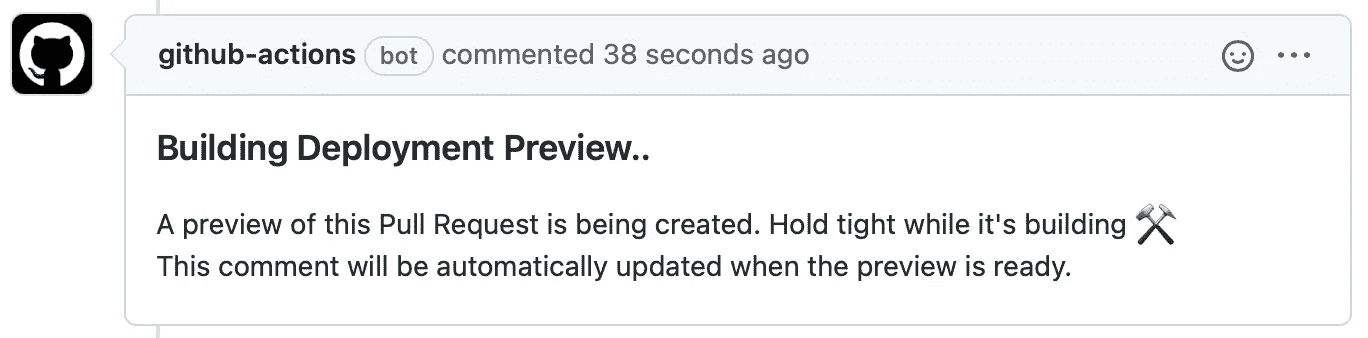 github-actions bot commented 38 seconds ago
Building Deployment Preview..
A preview of this Pull Request is being created. Hold tight while it's building ⚒
This comment will be automatically updated when the preview is ready.